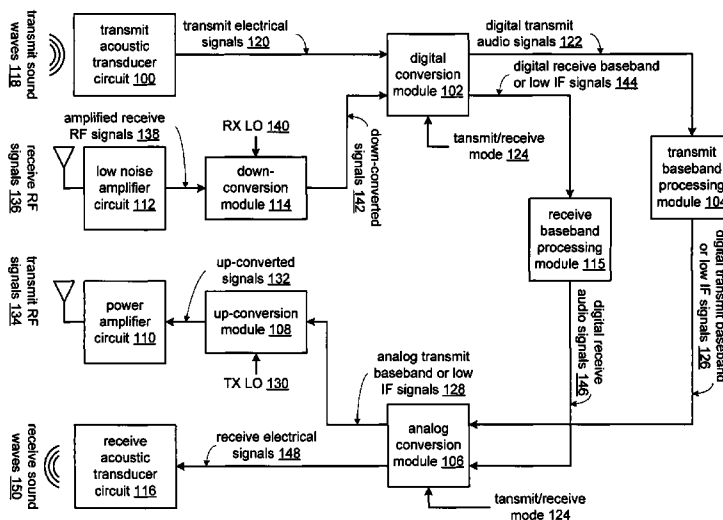 transmit sound
waves 118
transmit
acoustic
transducer
circuit 100
transmit electrical
signals 120
digital
conversion
module 102
digital transmit
audio signals 122
digital receive baseband
or low IF signals 144
amplified receive
RF signals 138
RX LO 140
down-converted
signals 142
tansmit/receive
mode 124
transmit
baseband
processing
module 104
receive RF
signals 136
low noise
amplifier
circuit 112
down-
conversion
module 114
receive
baseband
processing
module 115
transmit RF
signals 134
power
amplifier
circuit 110
up-converted
signals 132
up-conversion
module 108
TX LO 130
analog transmit
baseband or low
IF signals 128
digital receive
audio signals 146
digital transmit baseband
or low IF signals 126
receive sound
waves 150
receive
acoustic
transducer
circuit 116
receive electrical
signals 148
analog
conversion
module 106
tansmit/receive
mode 124